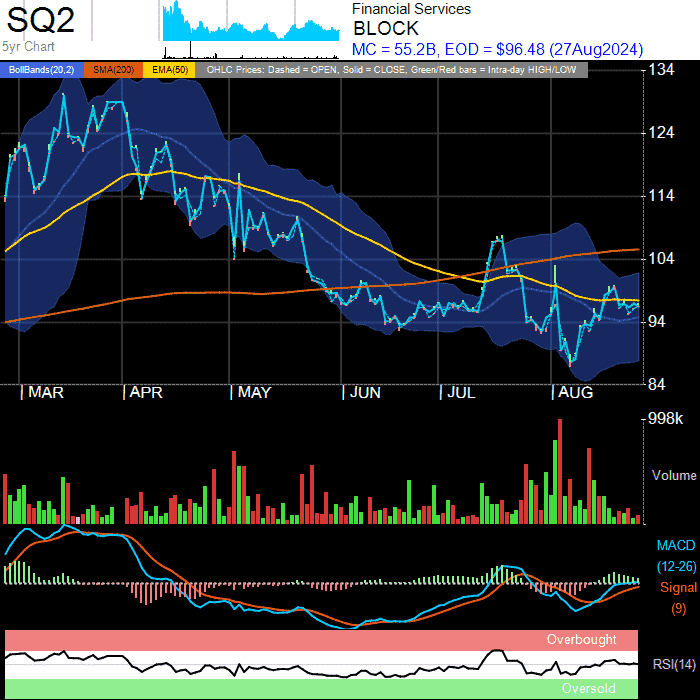 SQ2
5yr Chart
Financial Services
BLOCK
MC = 55.2B, EOD = $96.48 (27Aug2024)
BollBands(20,2) SMA(200) EMA(50) OHLC Prices: Dashed = OPEN, Solid = CLOSE, Green/Red bars = Intra-day HIGH/LOW
134
124
114
104
94
84
| MAR | APR | MAY | JUN | JUL | AUG
998k
Volume
MACD
(12-26)
Signal
(9)
Overbought
RSI(14)
Oversold